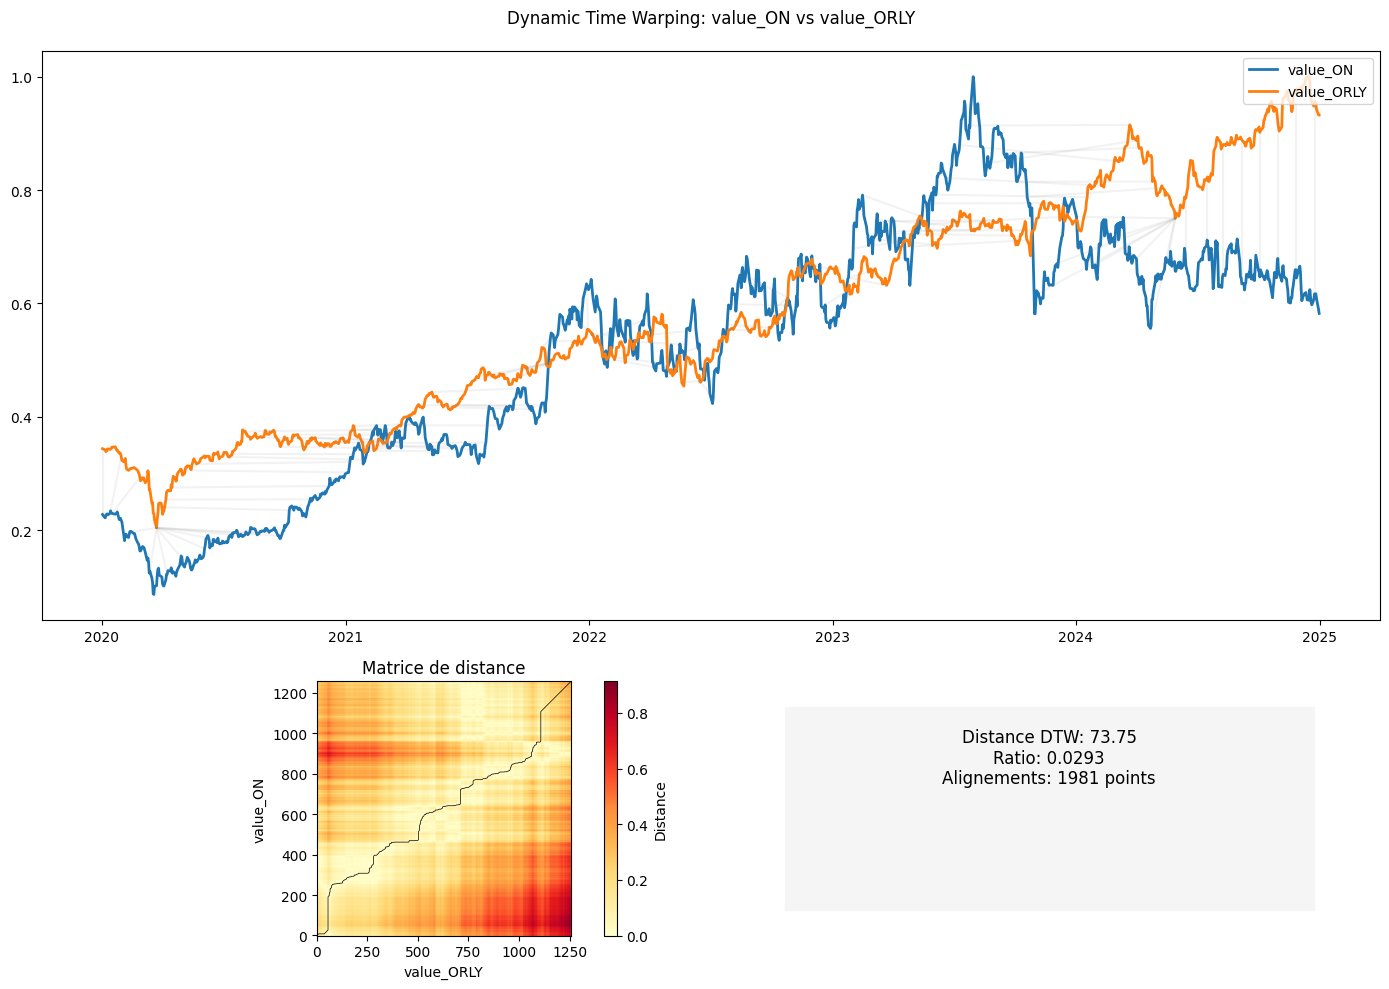 Dynamic Time Warping: value_ON vs value_ORLY
1.0
0.8
0.6
0.4
0.2
value_ON
value_ORLY
2020 2021 2022 2023 2024 2025
Matrice de distance
1200
1000
800
600
400
200
0
value_ON
0 250 500 750 1000 1250
value_ORLY
0.8
0.6
0.4
0.2
0.0
Distance
Distance DTW: 73.75
Ratio: 0.0293
Alignements: 1981 points